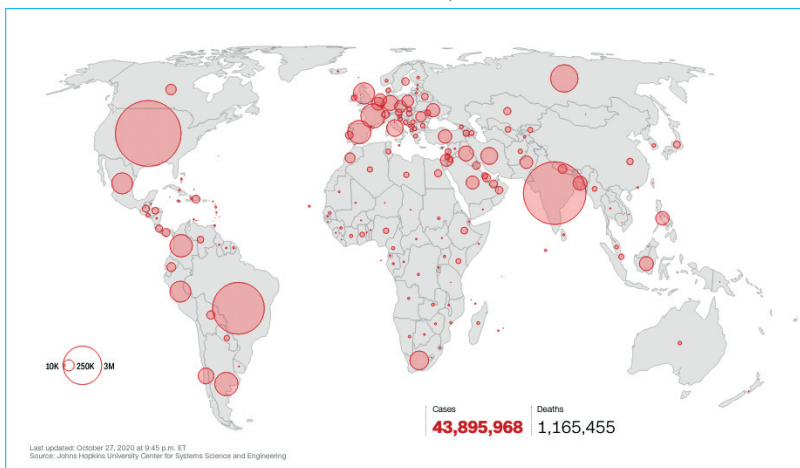 10K 250K 3M
Cases Deaths
43,895,968 1,165,455
Last updated: October 27, 2020 at 9:45 p.m. ET
Source: Johns Hopkins University Center for Systems Science and Engineering